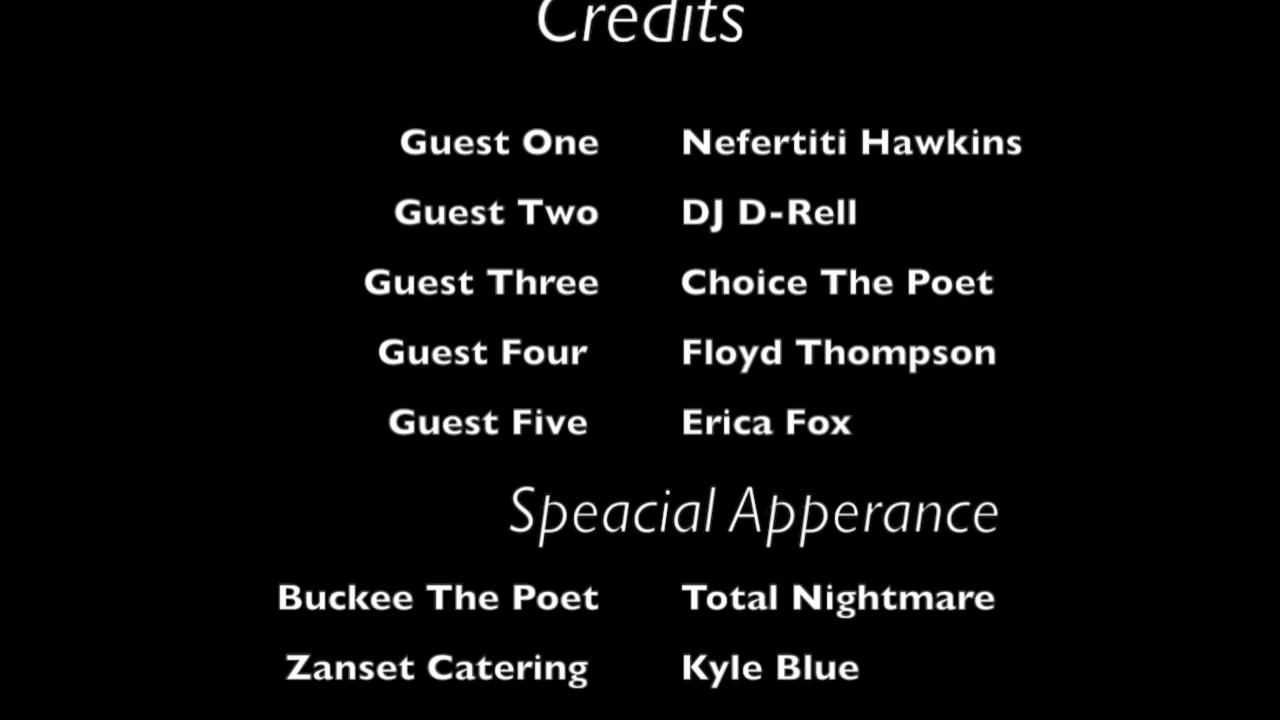 Credits
Guest One Nefertiti Hawkins
Guest Two DJ D-Rell
Guest Three Choice The Poet
Guest Four Floyd Thompson
Guest Five Erica Fox
Speacial Apperance
Buckee The Poet Total Nightmare
Zanset Catering Kyle Blue